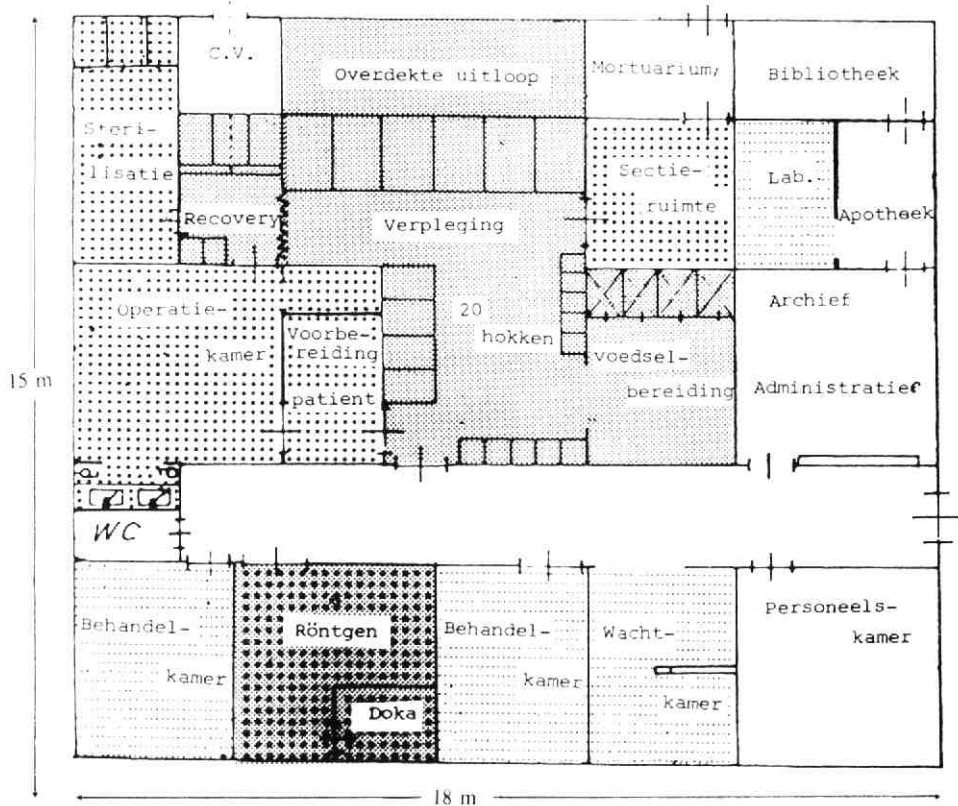 C.V.
Overdekte uitloop
Mortuarium,
Bibliotheek
Steri-
lisatie
Recovery
Verpleging
Sectie-
ruimte
Lab.
Apotheek
Operatie-
kamer
Voorbe-
reiding
patient
20
hokken
voedsel-
bereiding
Archief
Administratief
15 m
WC
Behandel-
kamer
Röntgen
Doka
Behandel-
kamer
Wacht-
kamer
Personeels-
kamer
18 m